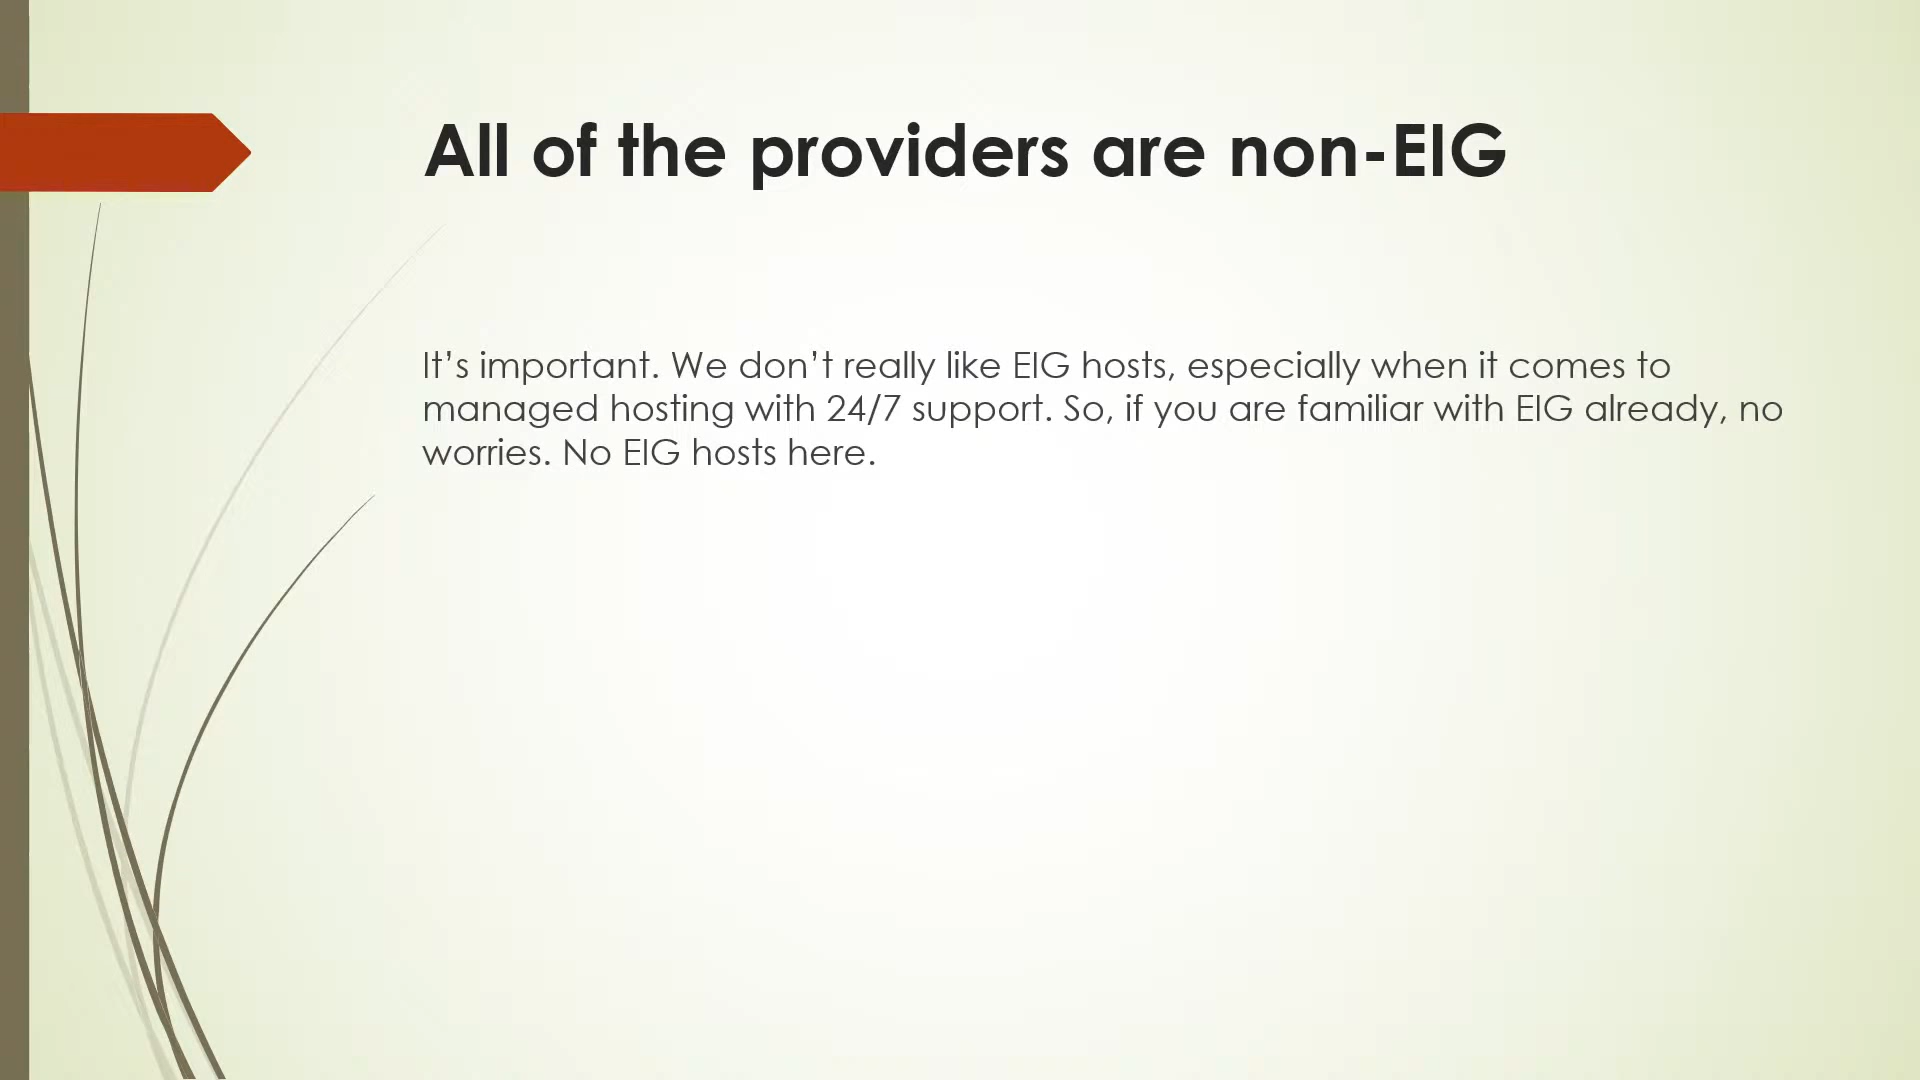 All of the providers are non-EIG
It’s important. We don’t really like EIG hosts, especially when it comes to
managed hosting with 24/7 support. So, if you are familiar with EIG already, no
worries. No EIG hosts here.